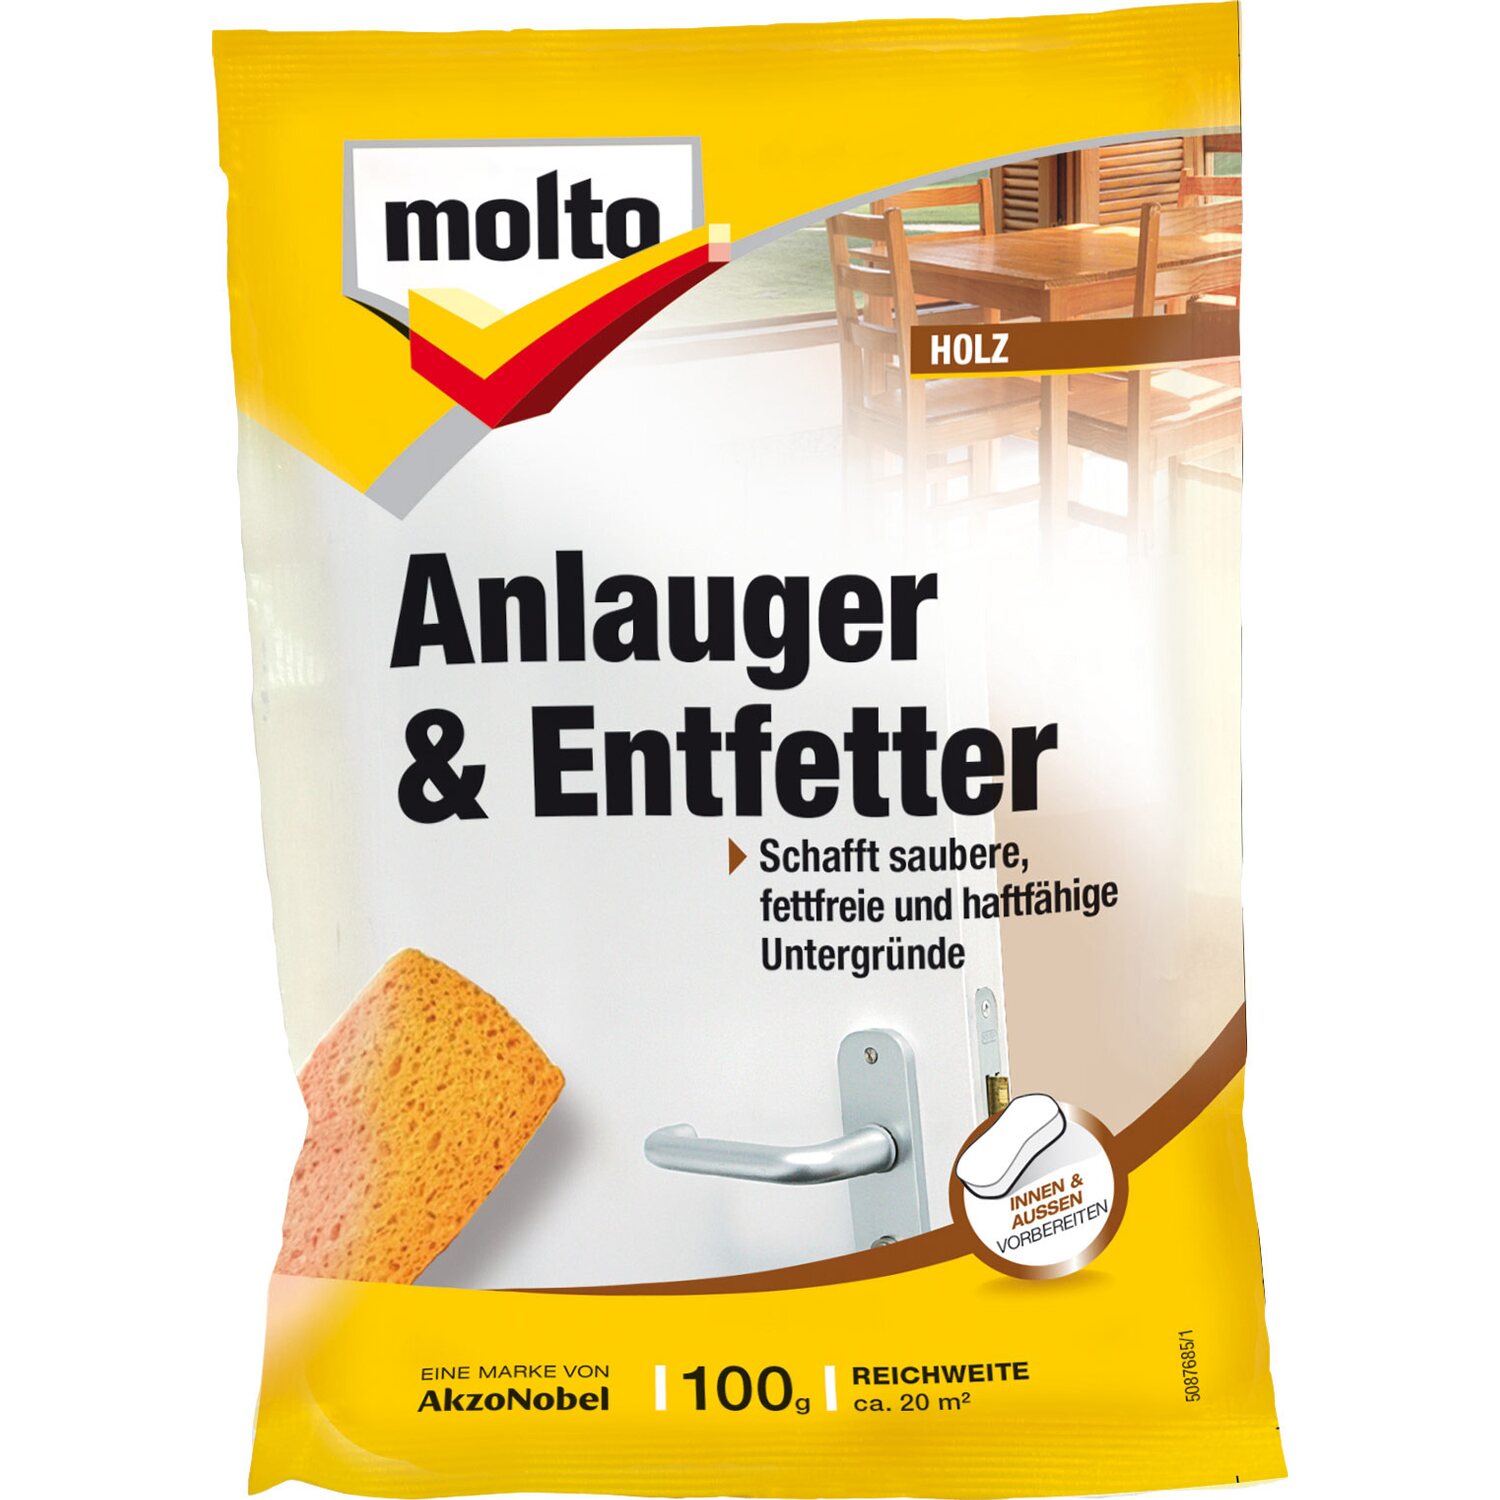 molto
HOLZ
Anlauger
& Entfetter
Schafft saubere,
fettfreie und haftfähige
Untergründe
INNEN &
AUSSEN
VORBEREITEN
EINE MARKE VON
AkzoNobel
100g
REICHWEITE
ca. 20 m²
5087685/1